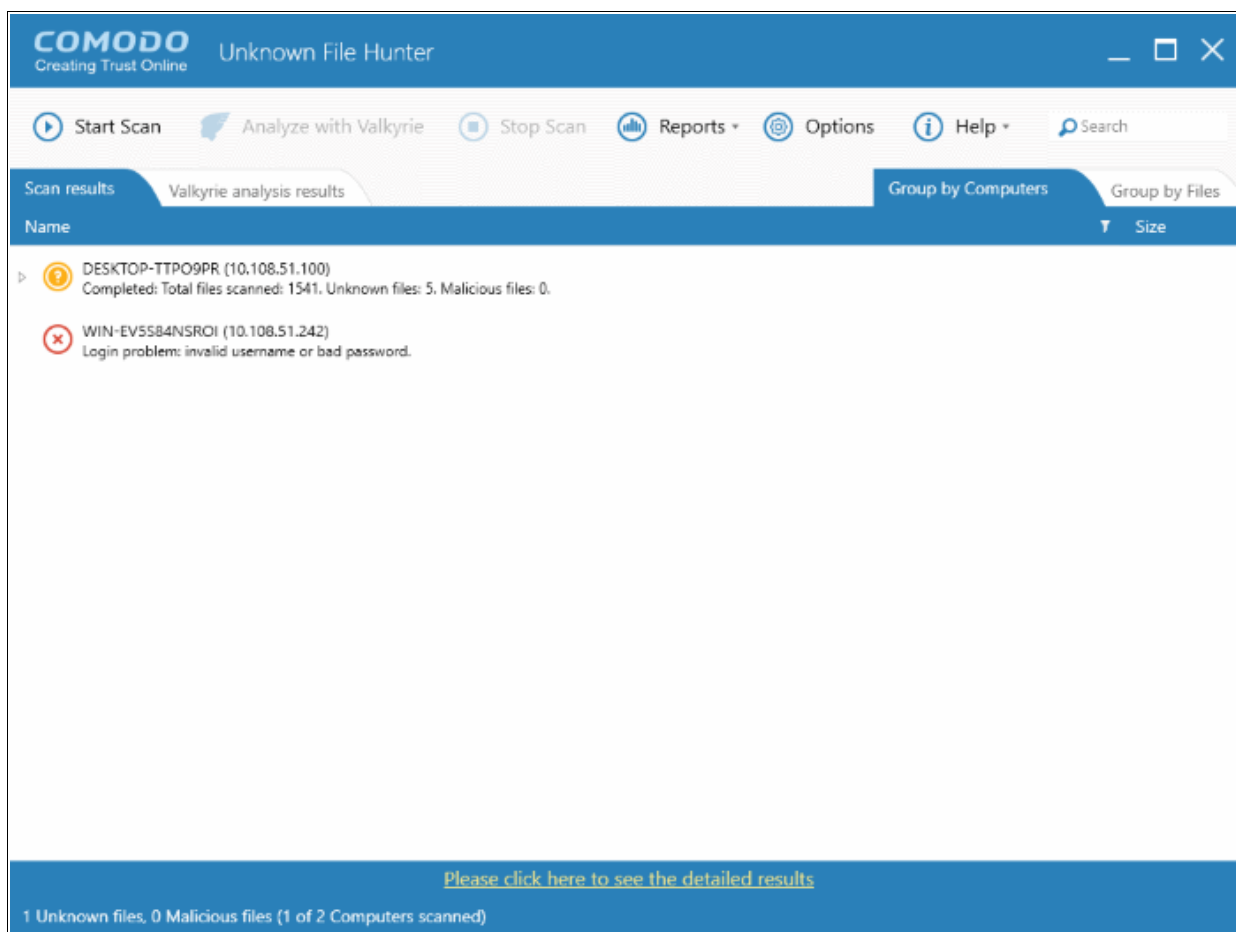 COMODO
Creating Trust Online
Unknown File Hunter
Start Scan
Analyze with Valkyrie
Stop Scan
Reports
Options
Help
Search
Scan results
Valkyrie analysis results
Group by Computers
Group by Files
Name
Size
DESKTOP-TTPO9PR (10.108.51.100)
Completed: Total files scanned: 1541. Unknown files: 5. Malicious files: 0.
WIN-EV5S84NSROI (10.108.51.242)
Login problem: invalid username or bad password.
Please click here to see the detailed results
1 Unknown files, 0 Malicious files (1 of 2 Computers scanned)